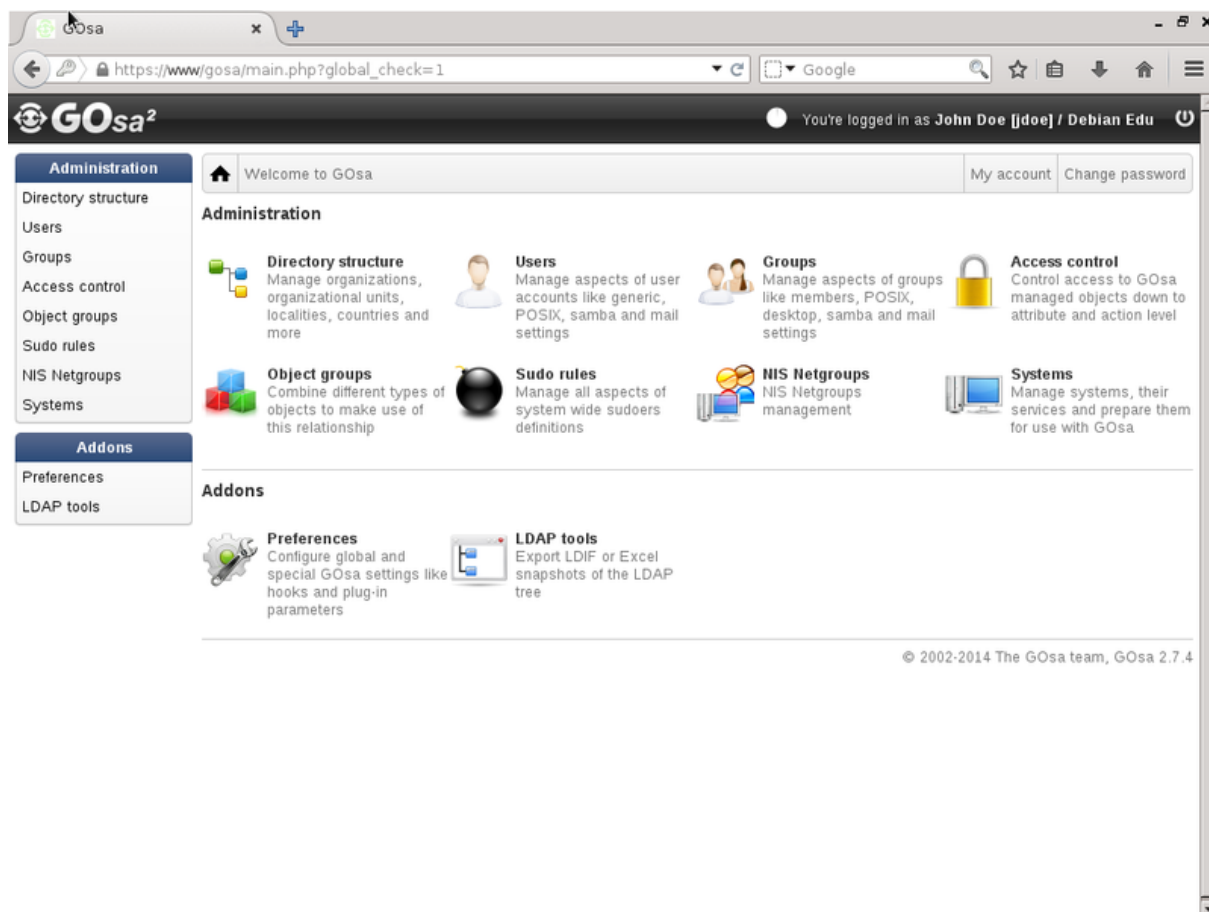 GOsa
https://www/gosa/main.php?global_check=1
Google
GOsa²
You're logged in as John Doe [jdoe] / Debian Edu
Administration
Directory structure
Users
Groups
Access control
Object groups
Sudo rules
NIS Netgroups
Systems
Addons
Preferences
LDAP tools
Welcome to GOsa
My account
Change password
Administration
Directory structure
Manage organizations,
organizational units,
localities, countries and
more
Users
Manage aspects of user
accounts like generic,
POSIX, samba and mail
settings
Groups
Manage aspects of groups
like members, POSIX,
desktop, samba and mail
settings
Access control
Control access to GOsa
managed objects down to
attribute and action level
Object groups
Combine different types of
objects to make use of
this relationship
Sudo rules
Manage all aspects of
system wide sudoers
definitions
NIS Netgroups
NIS Netgroups
management
Systems
Manage systems, their
services and prepare them
for use with GOsa
Addons
Preferences
Configure global and
special GOsa settings like
hooks and plug-in
parameters
LDAP tools
Export LDIF or Excel
snapshots of the LDAP
tree
© 2002-2014 The GOsa team, GOsa 2.7.4